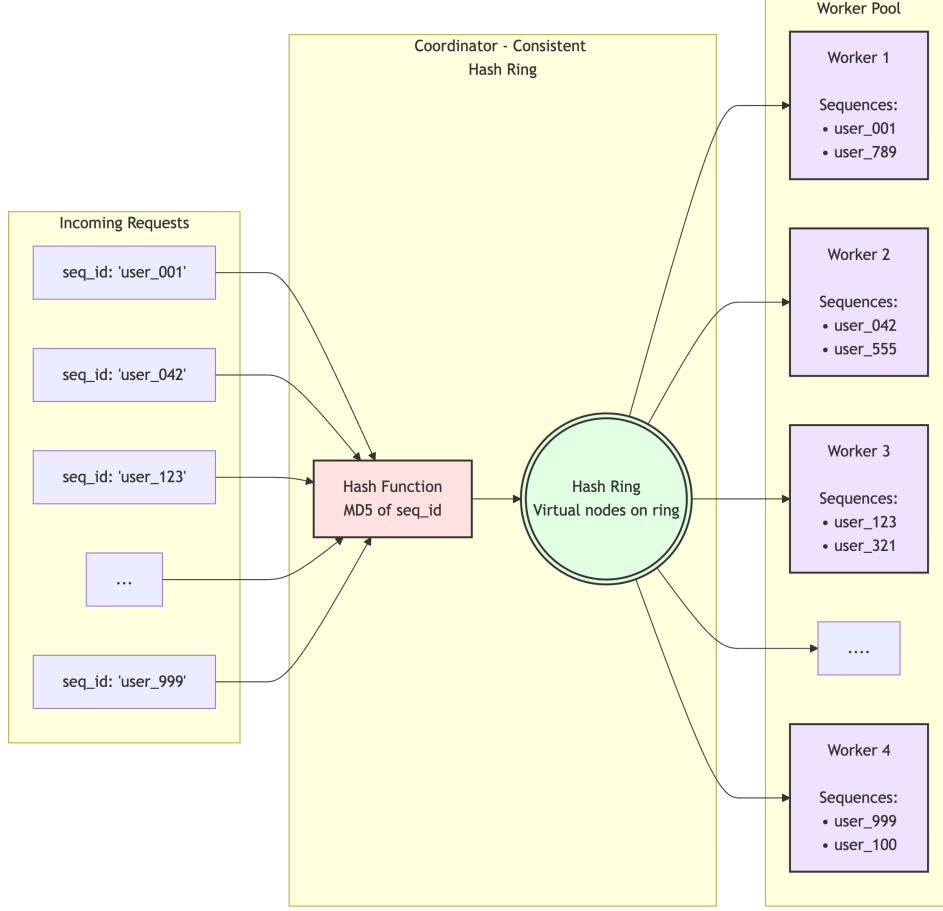 Incoming Requests
seq_id: 'user_001'
seq_id: 'user_042'
seq_id: 'user_123'
...
seq_id: 'user_999'
Coordinator - Consistent
Hash Ring
Hash Function
MD5 of seq_id
Hash Ring
Virtual nodes on ring
Worker Pool
Worker 1
Sequences:
• user_001
• user_789
Worker 2
Sequences:
• user_042
• user_555
Worker 3
Sequences:
• user_123
• user_321
....
Worker 4
Sequences:
• user_999
• user_100